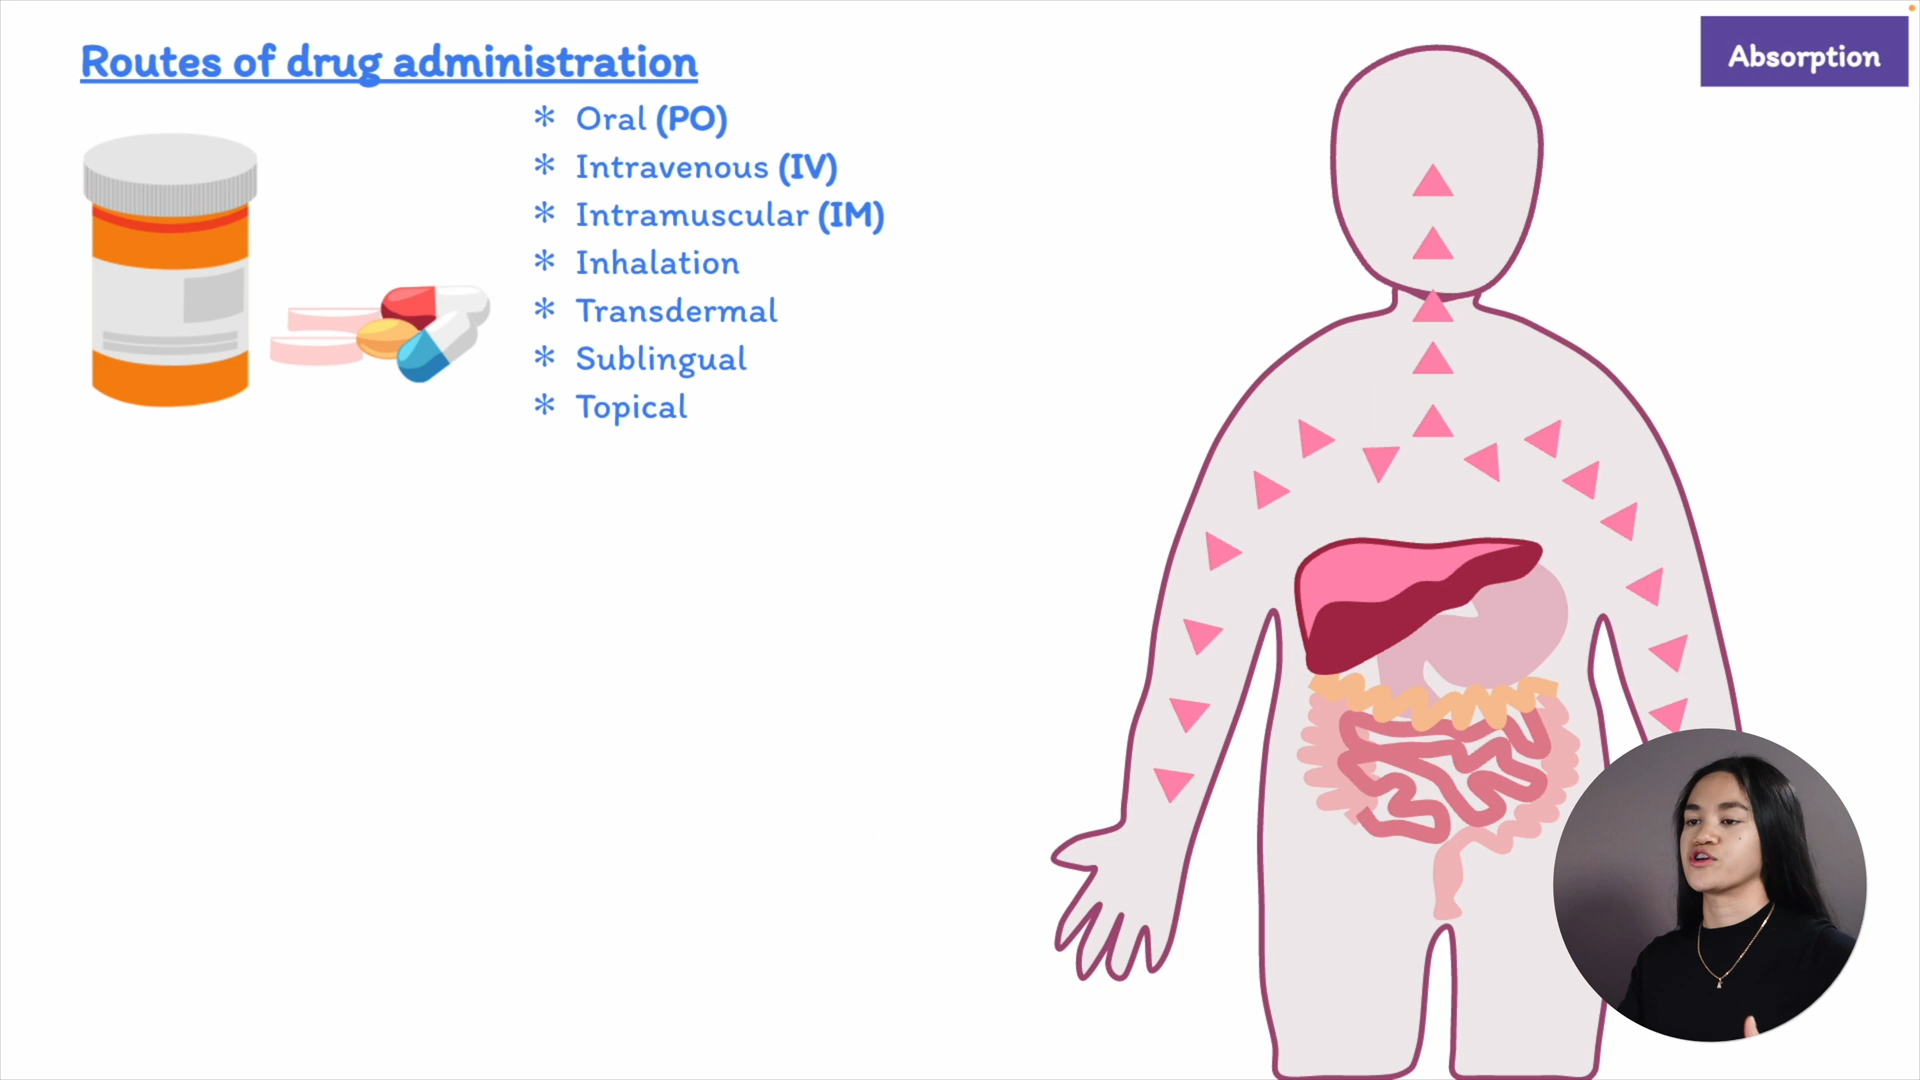 Routes of drug administration
Absorption
* Oral (PO)
* Intravenous (IV)
* Intramuscular (IM)
* Inhalation
* Transdermal
* Sublingual
* Topical